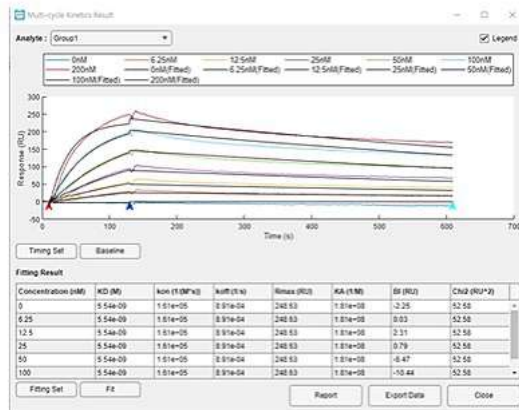 Multi-cycle Kinetics Result
Analyte : Group1
Legend
0nM 6.25nM 12.5nM 25nM 50nM 100nM
200nM 0nM(Fitted) 6.25nM(Fitted) 12.5nM(Fitted) 25nM(Fitted) 50nM(Fitted)
100nM(Fitted) 200nM(Fitted)
Response (RU)
300
250
200
150
100
50
0
-50
0 100 200 300 400 500 600 700
Time (s)
Timing Set Baseline
Fitting Result
Concentration (nM) KD (M) kon (1/(M*s)) koff (1/s) Rmax (RU) KA (1/M) BI (RU) Chi2 (RU^2)
0 5.54e-09 1.61e+05 8.91e-04 248.63 1.81e+08 -2.25 52.58
6.25 5.54e-09 1.61e+05 8.91e-04 248.63 1.81e+08 0.03 52.58
12.5 5.54e-09 1.61e+05 8.91e-04 248.63 1.81e+08 2.31 52.58
25 5.54e-09 1.61e+05 8.91e-04 248.63 1.81e+08 0.79 52.58
50 5.54e-09 1.61e+05 8.91e-04 248.63 1.81e+08 -8.47 52.58
100 5.54e-09 1.61e+05 8.91e-04 248.63 1.81e+08 -10.44 52.58
Fitting Set Fit Report Export Data Close